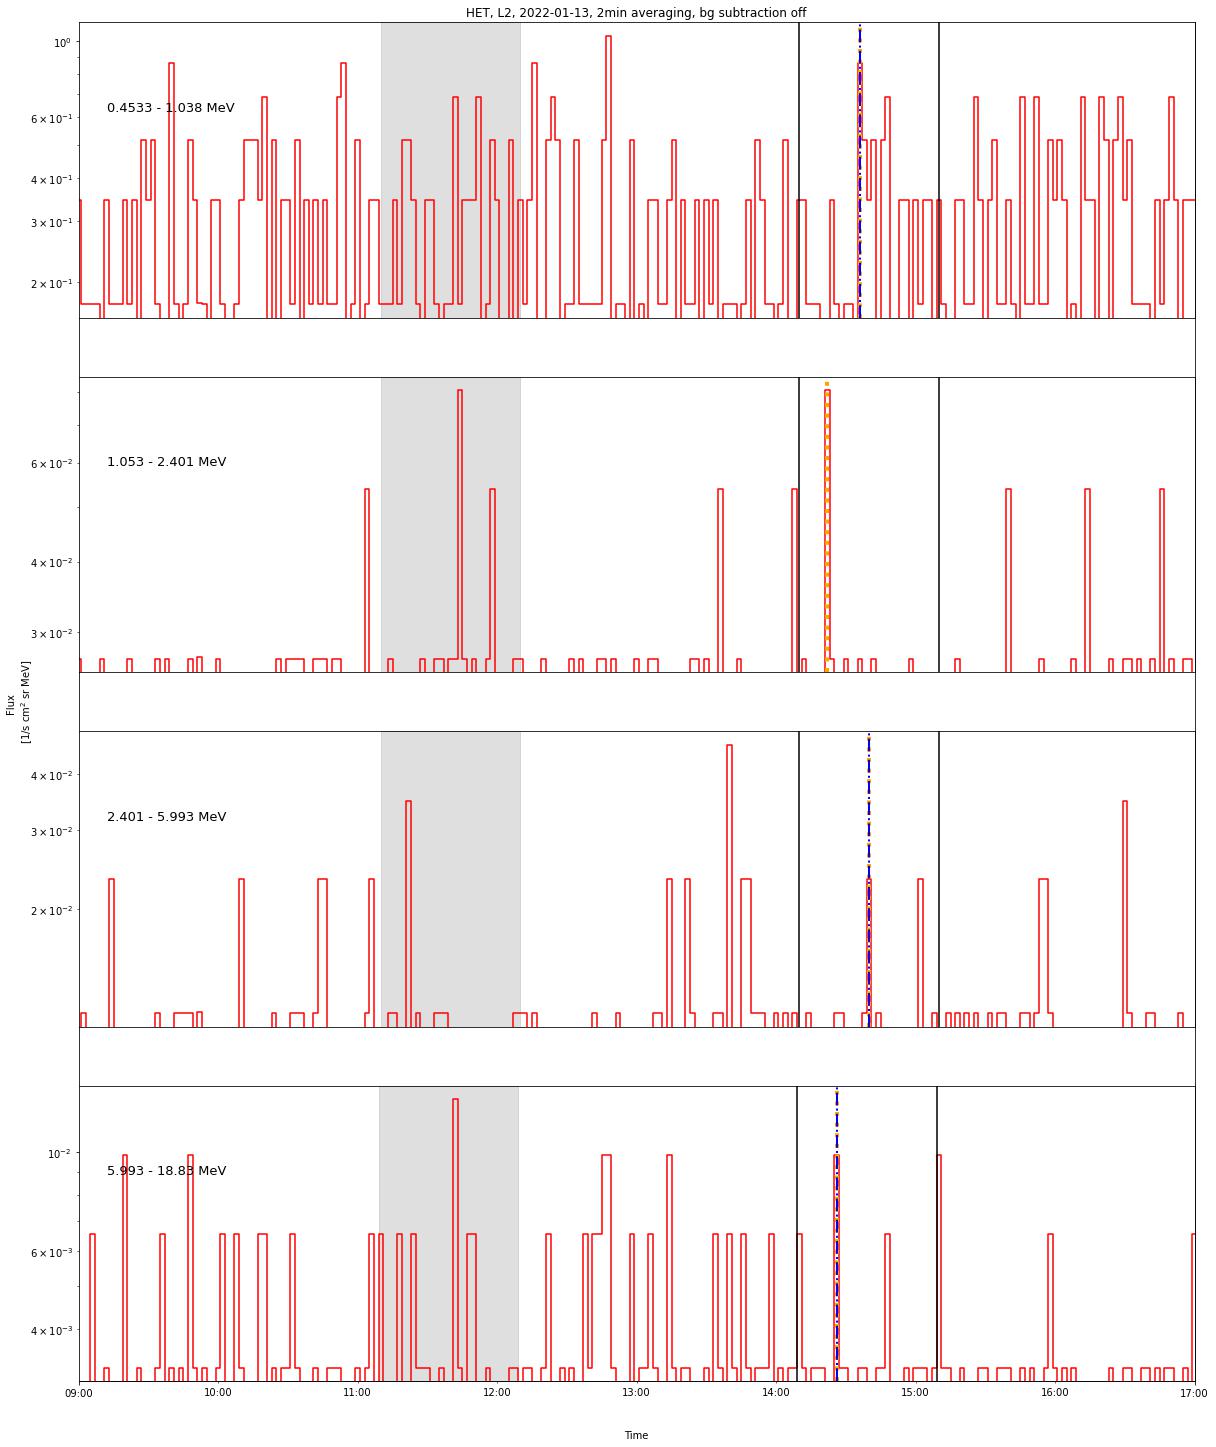 HET, L2, 2022-01-13, 2min averaging, bg subtraction off
10⁰
6 × 10⁻¹
4 × 10⁻¹
3 × 10⁻¹
2 × 10⁻¹
0.4533 - 1.038 MeV
6 × 10⁻²
4 × 10⁻²
3 × 10⁻²
1.053 - 2.401 MeV
Flux
[1/s cm² sr MeV]
4 × 10⁻²
3 × 10⁻²
2 × 10⁻²
2.401 - 5.993 MeV
10⁻²
6 × 10⁻³
4 × 10⁻³
5.993 - 18.83 MeV
09:00 10:00 11:00 12:00 13:00 14:00 15:00 16:00 17:00
Time